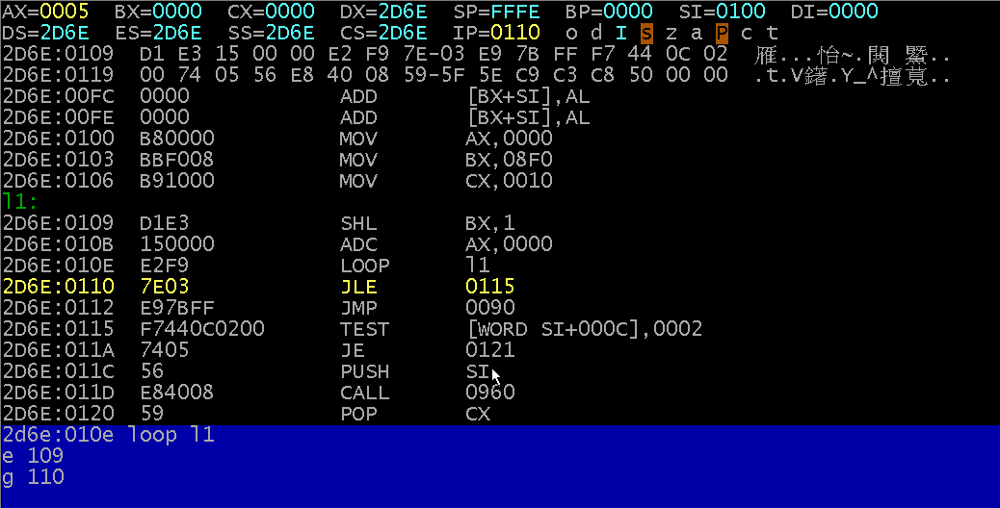 AX=0005 BX=0000 CX=0000 DX=2D6E SP=FFFE BP=0000 SI=0100 DI=0000
DS=2D6E ES=2D6E SS=2D6E CS=2D6E IP=0110 o d I s z a P c t
2D6E:0109 D1 E3 15 00 00 E2 F9 7E-03 E9 7B FF F7 44 0C 02 雁...怡~.閱 鱉..
2D6E:0119 00 74 05 56 E8 40 08 59-5F 5E C9 C3 C8 50 00 00 .t.V鐯.Y_^擅荁..
2D6E:00FC 0000 ADD [BX+SI],AL
2D6E:00FE 0000 ADD [BX+SI],AL
2D6E:0100 B80000 MOV AX,0000
2D6E:0103 BBF008 MOV BX,08F0
2D6E:0106 B91000 MOV CX,0010
l1:
2D6E:0109 D1E3 SHL BX,1
2D6E:010B 150000 ADC AX,0000
2D6E:010E E2F9 LOOP l1
2D6E:0110 7E03 JLE 0115
2D6E:0112 E97BFF JMP 0090
2D6E:0115 F7440C0200 TEST [WORD SI+000C],0002
2D6E:011A 7405 JE 0121
2D6E:011C 56 PUSH SI
2D6E:011D E84008 CALL 0960
2D6E:0120 59 POP CX
2d6e:010e loop l1
e 109
g 110